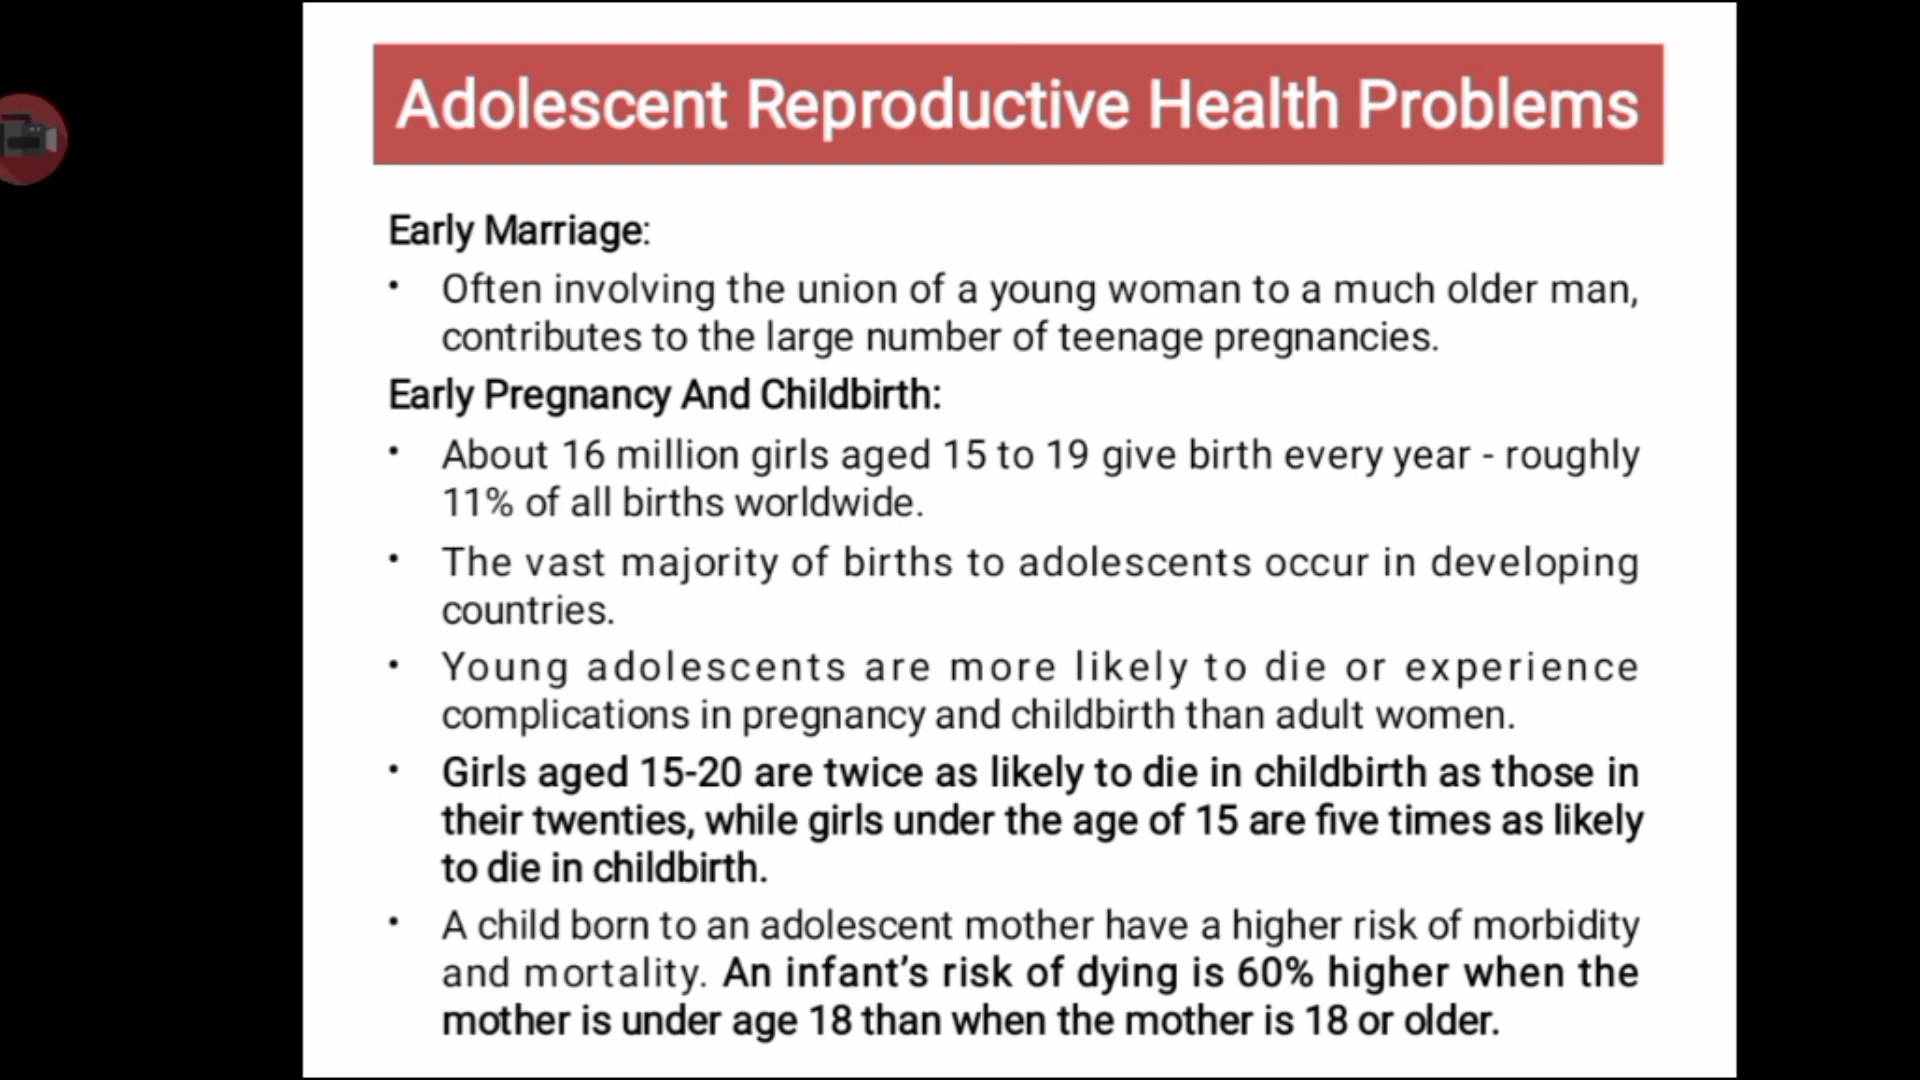 Adolescent Reproductive Health Problems
Early Marriage:
• Often involving the union of a young woman to a much older man,
contributes to the large number of teenage pregnancies.
Early Pregnancy And Childbirth:
• About 16 million girls aged 15 to 19 give birth every year - roughly
11% of all births worldwide.
• The vast majority of births to adolescents occur in developing
countries.
• Young adolescents are more likely to die or experience
complications in pregnancy and childbirth than adult women.
• Girls aged 15-20 are twice as likely to die in childbirth as those in
their twenties, while girls under the age of 15 are five times as likely
to die in childbirth.
• A child born to an adolescent mother have a higher risk of morbidity
and mortality. An infant’s risk of dying is 60% higher when the
mother is under age 18 than when the mother is 18 or older.